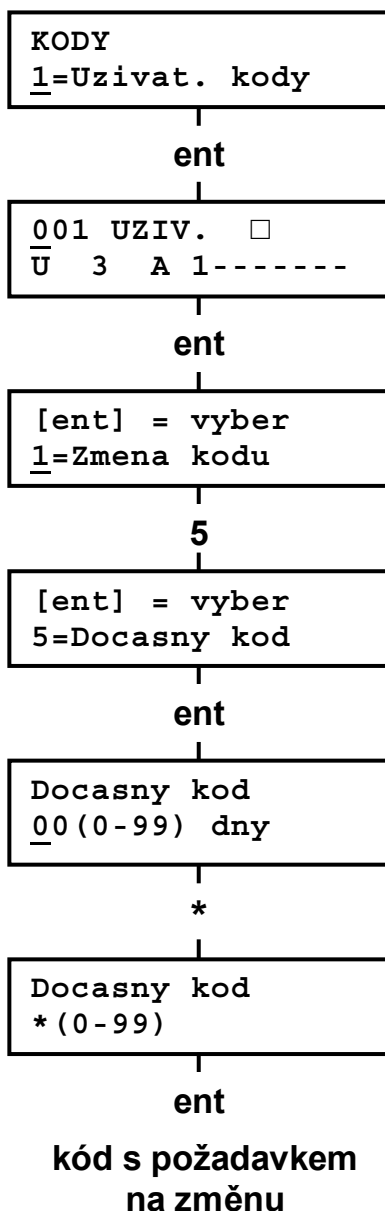 KODY
1=Uzivat. kody
ent
001 UZIV. □
U 3 A 1-------
ent
[ent] = vyber
1=Zmena kodu
5
[ent] = vyber
5=Docasny kod
ent
Docasny kod
00(0-99) dny
*
Docasny kod
*(0-99)
ent
kód s požadavkem
na změnu